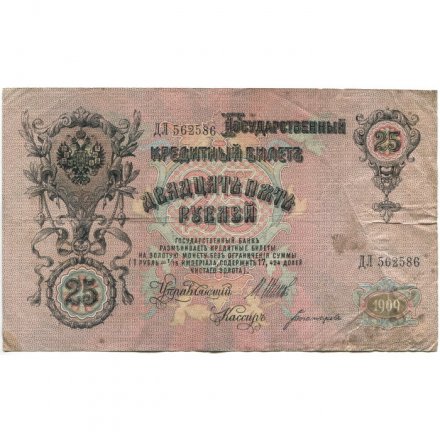 ДЛ 562586 Государственный
25
Кредитный Билетъ
Двадцать пять
рублей
ГОСУДАРСТВЕННЫЙ БАНКЪ
РАЗМѢНИВАЕТЪ КРЕДИТНЫЕ БИЛЕТЫ
НА ЗОЛОТУЮ МОНЕТУ БЕЗЪ ОГРАНИЧЕНІЯ СУММЫ
(1 РУБЛЬ = 1/15 ИМПЕРІАЛА, СОДЕРЖИТЪ 17,424 ДОЛЕЙ
ЧИСТАГО ЗОЛОТА).
ДЛ 562586
25
Управляющій
1909
Кассиръ